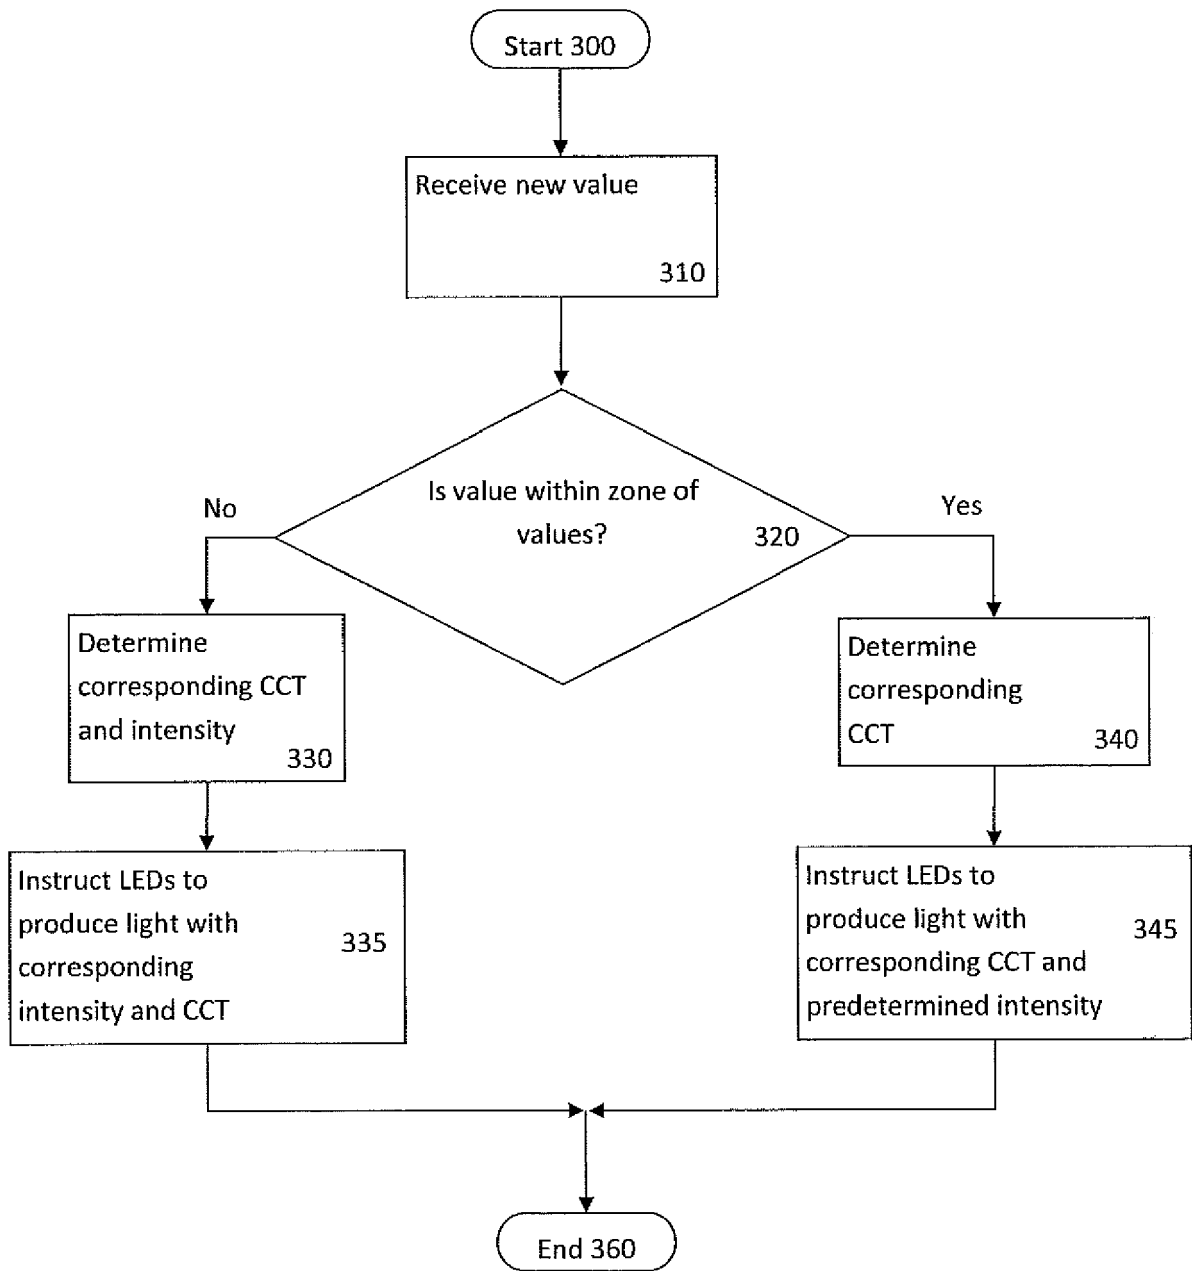 Start 300
Receive new value
310
Is value within zone of
values?
320
No
Yes
Determine
corresponding CCT
and intensity
330
Determine
corresponding
CCT
340
Instruct LEDs to
produce light with
corresponding
intensity and CCT
335
Instruct LEDs to
produce light with
corresponding CCT and
predetermined intensity
345
End 360